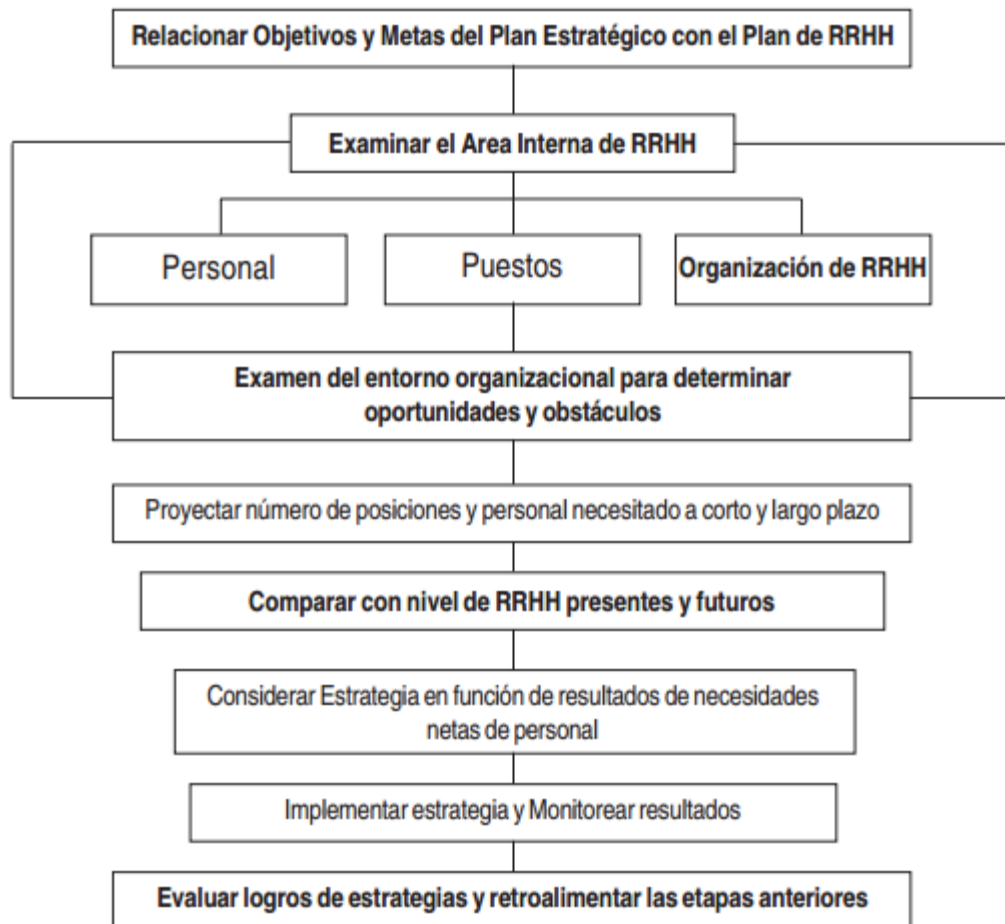 Relacionar Objetivos y Metas del Plan Estratégico con el Plan de RRHH
Examinar el Area Interna de RRHH
Personal
Puestos
Organización de RRHH
Examen del entorno organizacional para determinar
oportunidades y obstáculos
Proyectar número de posiciones y personal necesitado a corto y largo plazo
Comparar con nivel de RRHH presentes y futuros
Considerar Estrategia en función de resultados de necesidades
netas de personal
Implementar estrategia y Monitorear resultados
Evaluar logros de estrategias y retroalimentar las etapas anteriores